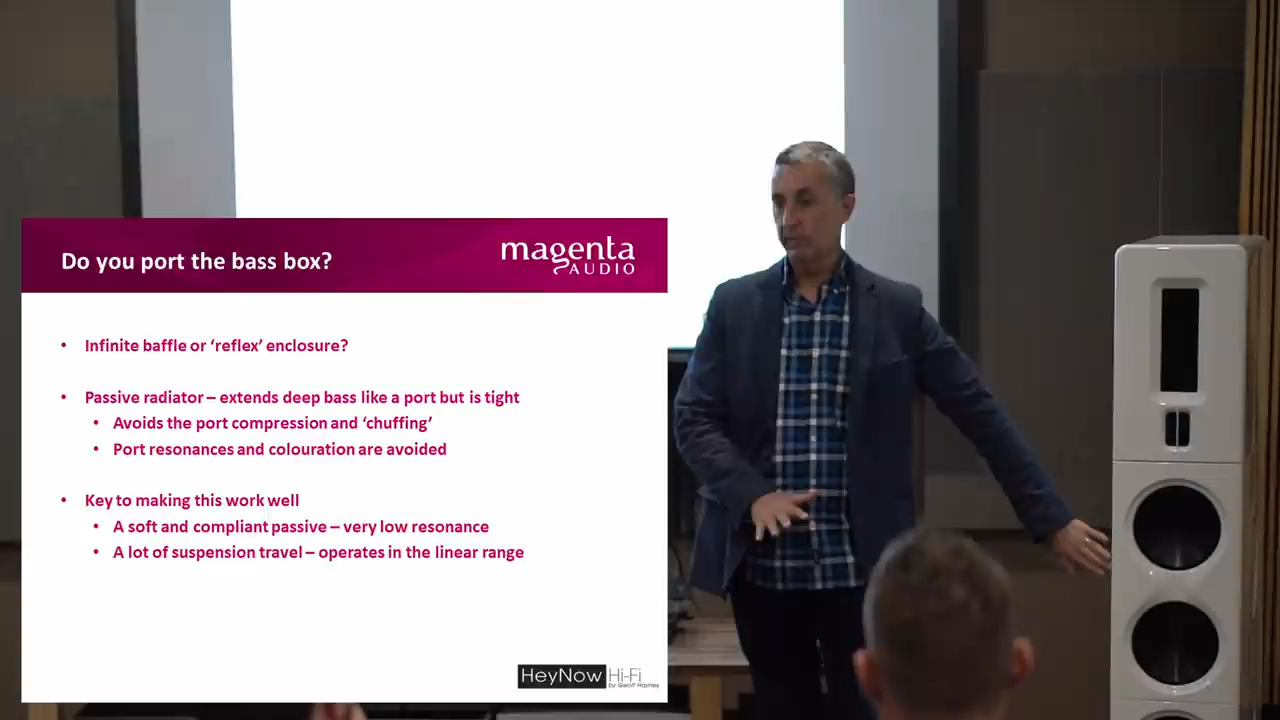 Do you port the bass box?
magenta
AUDIO
• Infinite baffle or ‘reflex’ enclosure?
• Passive radiator – extends deep bass like a port but is tight
• Avoids the port compression and ‘chuffing’
• Port resonances and colouration are avoided
• Key to making this work well
• A soft and compliant passive – very low resonance
• A lot of suspension travel – operates in the linear range
HeyNow Hi-Fi
by Geoff Haynes